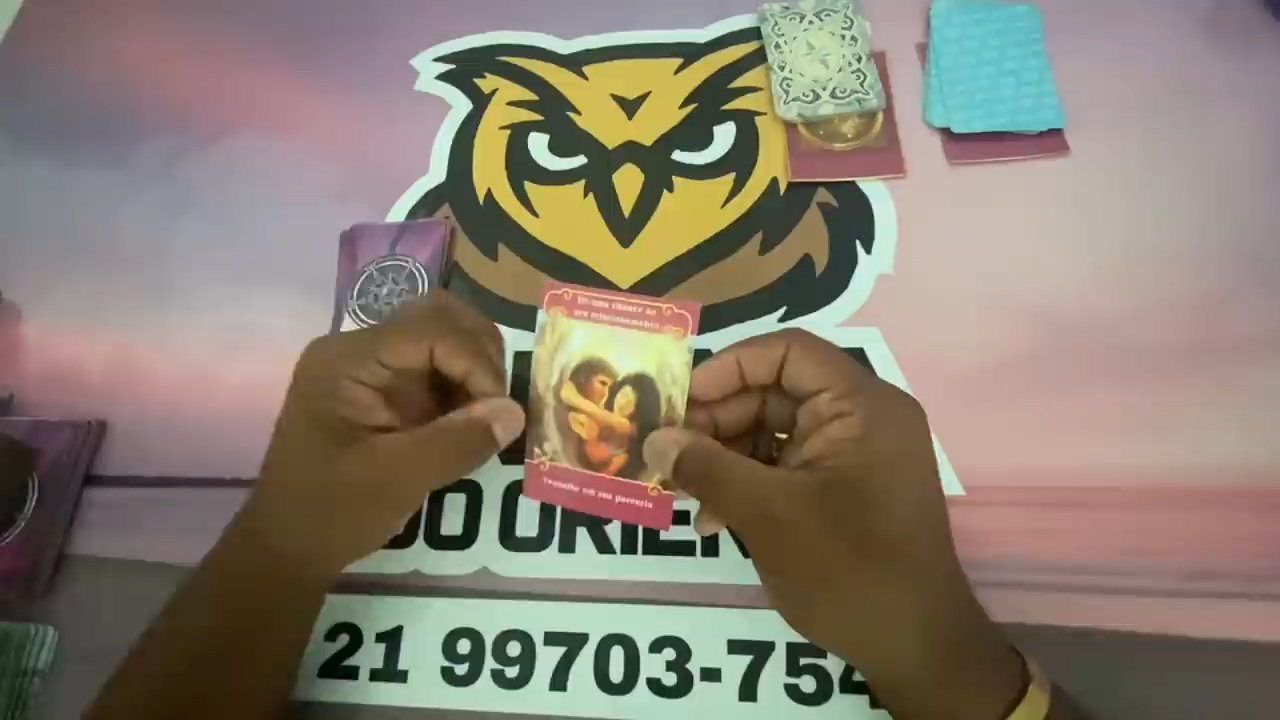 Dê uma chance ao
seu relacionamento
Trabalhe em sua parceria
DO ORIEN
21 99703-754